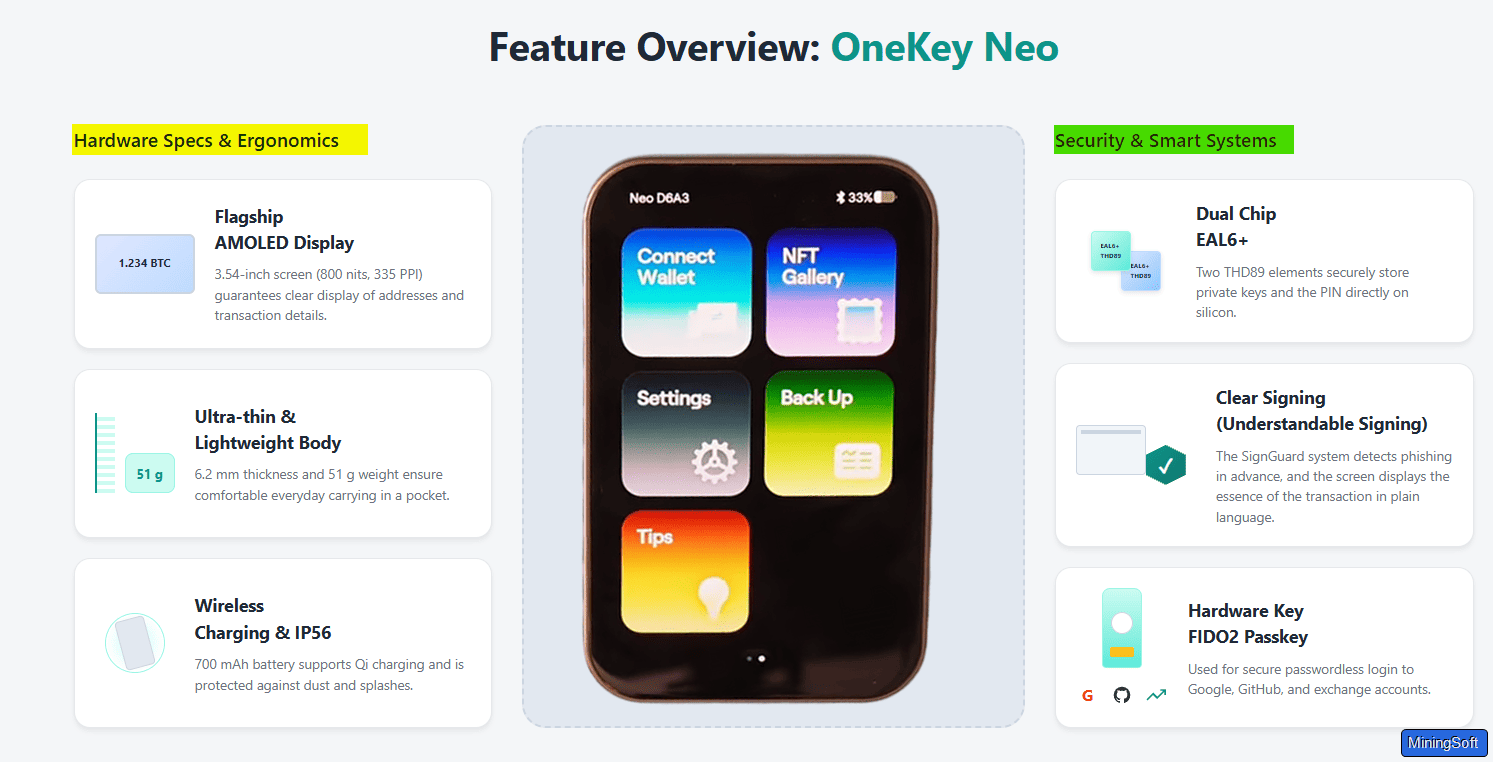 Feature Overview: OneKey Neo
Hardware Specs & Ergonomics
1.234 BTC
Flagship
AMOLED Display
3.54-inch screen (800 nits, 335 PPI)
guarantees clear display of addresses and
transaction details.
51 g
Ultra-thin &
Lightweight Body
6.2 mm thickness and 51 g weight ensure
comfortable everyday carrying in a pocket.
Wireless
Charging & IP56
700 mAh battery supports Qi charging and is
protected against dust and splashes.
Neo D6A3
33%
Connect
Wallet
NFT
Gallery
Settings
Back Up
Tips
Security & Smart Systems
EAL6+
THD89
EAL6+
THD89
Dual Chip
EAL6+
Two THD89 elements securely store
private keys and the PIN directly on
silicon.
Clear Signing
(Understandable Signing)
The SignGuard system detects phishing
in advance, and the screen displays the
essence of the transaction in plain
language.
G
Hardware Key
FIDO2 Passkey
Used for secure passwordless login to
Google, GitHub, and exchange accounts.
MiningSoft